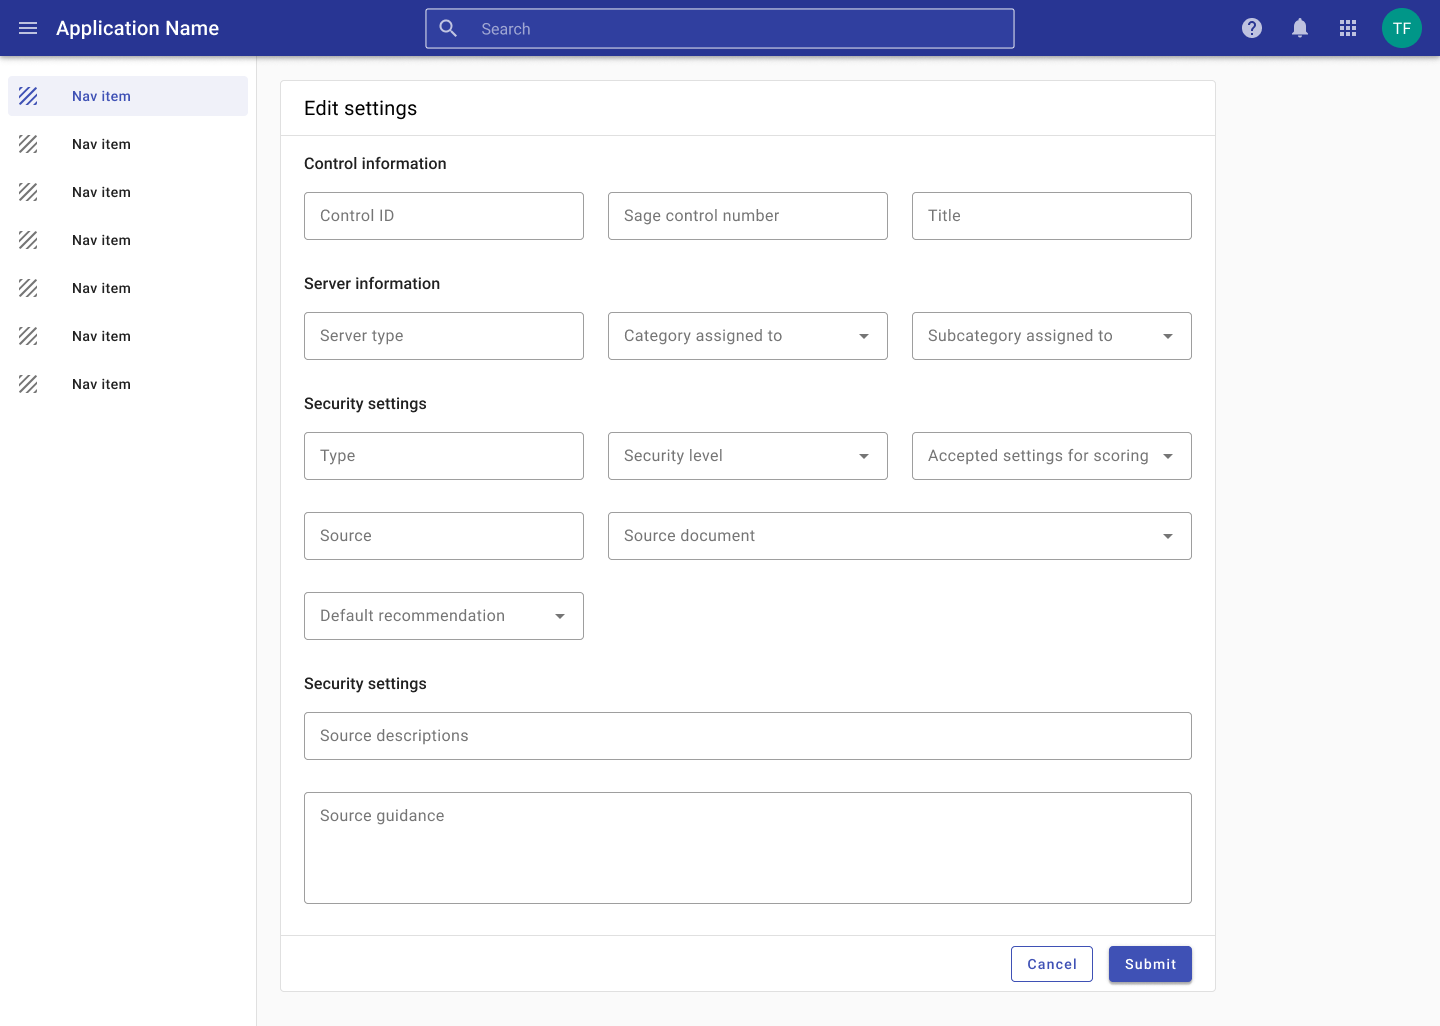 Application Name
Search
TF
Nav item
Nav item
Nav item
Nav item
Nav item
Nav item
Nav item
Edit settings
Control information
Control ID
Sage control number
Title
Server information
Server type
Category assigned to
Subcategory assigned to
Security settings
Type
Security level
Accepted settings for scoring
Source
Source document
Default recommendation
Security settings
Source descriptions
Source guidance
Cancel
Submit